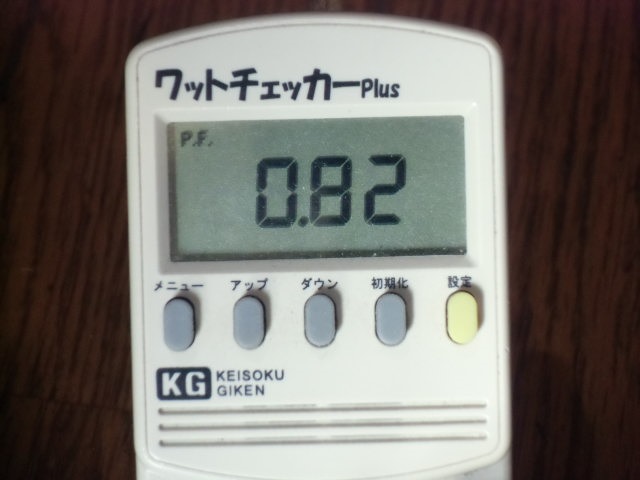 ワットチェッカーPlus
P.F.
0.82
メニュー アップ ダウン 初期化 設定
KG KEISOKU
GIKEN